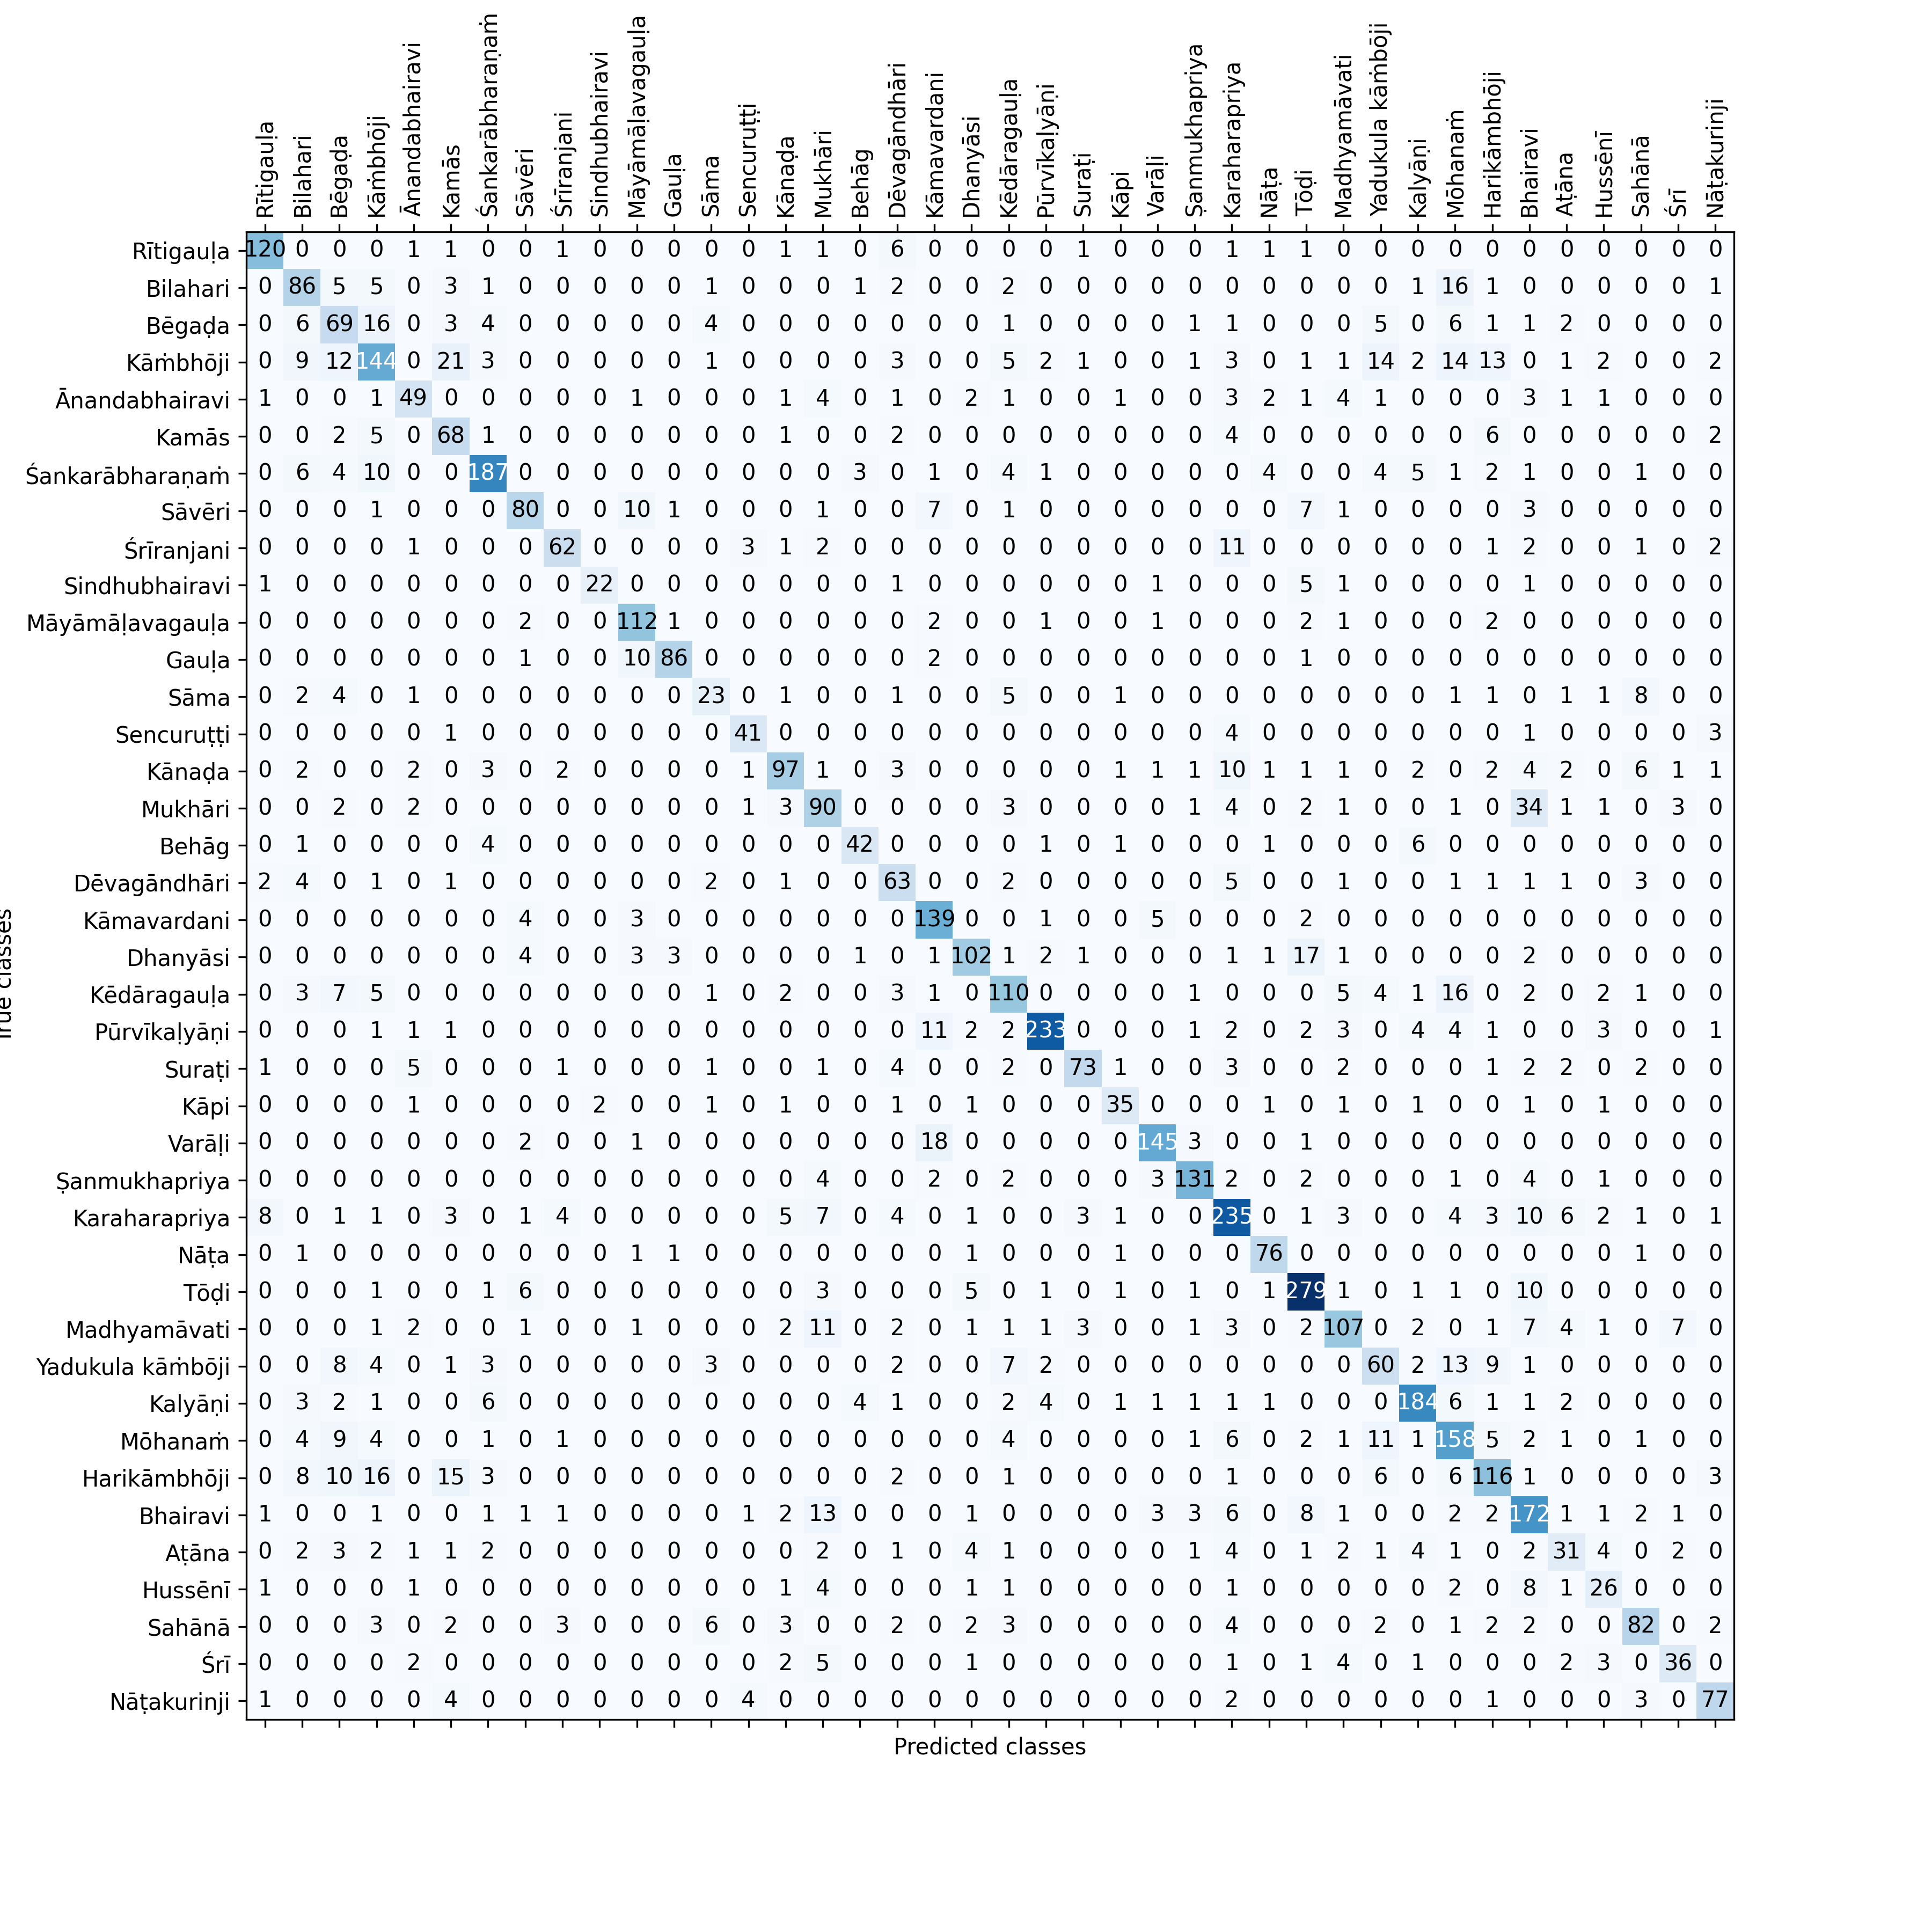 Rītigauḷa Bilahari Bēgaḍa Kāṁbhōji Ānandabhairavi Kamās Śankarābharaṇaṁ Sāvēri Śrīranjani Sindhubhairavi Māyāmāḷavagauḷa Gauḷa Sāma Sencuruṭṭi Kānaḍa Mukhāri Behāg Dēvagāndhāri Kāmavardani Dhanyāsi Kēdāragauḷa Pūrvīkaḷyāṇi Suraṭi Kāpi Varāḷi Ṣanmukhapriya Karaharapriya Nāṭa Tōḍi Madhyamāvati Yadukula kāṁbōji Kalyāṇi Mōhanaṁ Harikāmbhōji Bhairavi Aṭāna Hussēnī Sahānā Śrī Nāṭakurinji
Rītigauḷa 120 0 0 0 1 1 0 0 1 0 0 0 0 0 1 1 0 6 0 0 0 0 1 0 0 0 1 1 1 0 0 0 0 0 0 0 0 0 0 0
Bilahari 0 86 5 5 0 3 1 0 0 0 0 0 1 0 0 0 1 2 0 0 2 0 0 0 0 0 0 0 0 0 0 1 16 1 0 0 0 0 0 1
Bēgaḍa 0 6 69 16 0 3 4 0 0 0 0 0 4 0 0 0 0 0 0 0 1 0 0 0 0 1 1 0 0 0 5 0 6 1 1 2 0 0 0 0
Kāṁbhōji 0 9 12 144 0 21 3 0 0 0 0 0 1 0 0 0 0 3 0 0 5 2 1 0 0 1 3 0 1 1 14 2 14 13 0 1 2 0 0 2
Ānandabhairavi 1 0 0 1 49 0 0 0 0 0 1 0 0 0 1 4 0 1 0 2 1 0 0 1 0 0 3 2 1 4 1 0 0 0 3 1 1 0 0 0
Kamās 0 0 2 5 0 68 1 0 0 0 0 0 0 0 1 0 0 2 0 0 0 0 0 0 0 0 4 0 0 0 0 0 0 6 0 0 0 0 0 2
Śankarābharaṇaṁ 0 6 4 10 0 0 187 0 0 0 0 0 0 0 0 0 3 0 1 0 4 1 0 0 0 0 0 4 0 0 4 5 1 2 1 0 0 1 0 0
Sāvēri 0 0 0 1 0 0 0 80 0 0 10 1 0 0 0 1 0 0 7 0 1 0 0 0 0 0 0 0 7 1 0 0 0 0 3 0 0 0 0 0
Śrīranjani 0 0 0 0 1 0 0 0 62 0 0 0 0 3 1 2 0 0 0 0 0 0 0 0 0 0 11 0 0 0 0 0 0 1 2 0 0 1 0 2
Sindhubhairavi 1 0 0 0 0 0 0 0 0 22 0 0 0 0 0 0 0 1 0 0 0 0 0 0 1 0 0 0 5 1 0 0 0 0 1 0 0 0 0 0
Māyāmāḷavagauḷa 0 0 0 0 0 0 0 2 0 0 112 1 0 0 0 0 0 0 2 0 0 1 0 0 1 0 0 0 2 1 0 0 0 2 0 0 0 0 0 0
Gauḷa 0 0 0 0 0 0 0 1 0 0 10 86 0 0 0 0 0 0 2 0 0 0 0 0 0 0 0 0 1 0 0 0 0 0 0 0 0 0 0 0
Sāma 0 2 4 0 1 0 0 0 0 0 0 0 23 0 1 0 0 1 0 0 5 0 0 1 0 0 0 0 0 0 0 0 1 1 0 1 1 8 0 0
Sencuruṭṭi 0 0 0 0 0 1 0 0 0 0 0 0 0 41 0 0 0 0 0 0 0 0 0 0 0 0 4 0 0 0 0 0 0 0 1 0 0 0 0 3
Kānaḍa 0 2 0 0 2 0 3 0 2 0 0 0 0 1 97 1 0 3 0 0 0 0 0 1 1 1 10 1 1 1 0 2 0 2 4 2 0 6 1 1
Mukhāri 0 0 2 0 2 0 0 0 0 0 0 0 0 1 3 90 0 0 0 0 3 0 0 0 0 1 4 0 2 1 0 0 1 0 34 1 1 0 3 0
Behāg 0 1 0 0 0 0 4 0 0 0 0 0 0 0 0 0 42 0 0 0 0 1 0 1 0 0 0 1 0 0 0 6 0 0 0 0 0 0 0 0
Dēvagāndhāri 2 4 0 1 0 1 0 0 0 0 0 0 2 0 1 0 0 63 0 0 2 0 0 0 0 0 5 0 0 1 0 0 1 1 1 1 0 3 0 0
Kāmavardani 0 0 0 0 0 0 0 4 0 0 3 0 0 0 0 0 0 0 139 0 0 1 0 0 5 0 0 0 2 0 0 0 0 0 0 0 0 0 0 0
Dhanyāsi 0 0 0 0 0 0 0 4 0 0 3 3 0 0 0 0 1 0 1 102 1 2 1 0 0 0 1 1 17 1 0 0 0 0 2 0 0 0 0 0
Kēdāragauḷa 0 3 7 5 0 0 0 0 0 0 0 0 1 0 2 0 0 3 1 0 110 0 0 0 0 1 0 0 0 5 4 1 16 0 2 0 2 1 0 0
Pūrvīkaḷyāṇi 0 0 0 1 1 1 0 0 0 0 0 0 0 0 0 0 0 0 11 2 2 233 0 0 0 1 2 0 2 3 0 4 4 1 0 0 3 0 0 1
Suraṭi 1 0 0 0 5 0 0 0 1 0 0 0 1 0 0 1 0 4 0 0 2 0 73 1 0 0 3 0 0 2 0 0 0 1 2 2 0 2 0 0
Kāpi 0 0 0 0 1 0 0 0 0 2 0 0 1 0 1 0 0 1 0 1 0 0 0 35 0 0 0 1 0 1 0 1 0 0 1 0 1 0 0 0
Varāḷi 0 0 0 0 0 0 0 2 0 0 1 0 0 0 0 0 0 0 18 0 0 0 0 0 145 3 0 0 1 0 0 0 0 0 0 0 0 0 0 0
Ṣanmukhapriya 0 0 0 0 0 0 0 0 0 0 0 0 0 0 0 4 0 0 2 0 2 0 0 0 3 131 2 0 2 0 0 0 1 0 4 0 1 0 0 0
Karaharapriya 8 0 1 1 0 3 0 1 4 0 0 0 0 0 5 7 0 4 0 1 0 0 3 1 0 0 235 0 1 3 0 0 4 3 10 6 2 1 0 1
Nāṭa 0 1 0 0 0 0 0 0 0 0 1 1 0 0 0 0 0 0 0 1 0 0 0 1 0 0 0 76 0 0 0 0 0 0 0 0 0 1 0 0
Tōḍi 0 0 0 1 0 0 1 6 0 0 0 0 0 0 0 3 0 0 0 5 0 1 0 1 0 1 0 1 279 1 0 1 1 0 10 0 0 0 0 0
Madhyamāvati 0 0 0 1 2 0 0 1 0 0 1 0 0 0 2 11 0 2 0 1 1 1 3 0 0 1 3 0 2 107 0 2 0 1 7 4 1 0 7 0
Yadukula kāṁbōji 0 0 8 4 0 1 3 0 0 0 0 0 3 0 0 0 0 2 0 0 7 2 0 0 0 0 0 0 0 0 60 2 13 9 1 0 0 0 0 0
Kalyāṇi 0 3 2 1 0 0 6 0 0 0 0 0 0 0 0 0 4 1 0 0 2 4 0 1 1 1 1 1 0 0 0 184 6 1 1 2 0 0 0 0
Mōhanaṁ 0 4 9 4 0 0 1 0 1 0 0 0 0 0 0 0 0 0 0 0 4 0 0 0 0 1 6 0 2 1 11 1 158 5 2 1 0 1 0 0
Harikāmbhōji 0 8 10 16 0 15 3 0 0 0 0 0 0 0 0 0 0 2 0 0 1 0 0 0 0 0 1 0 0 0 6 0 6 116 1 0 0 0 0 3
Bhairavi 1 0 0 1 0 0 1 1 1 0 0 0 0 1 2 13 0 0 0 1 0 0 0 0 3 3 6 0 8 1 0 0 2 2 172 1 1 2 1 0
Aṭāna 0 2 3 2 1 1 2 0 0 0 0 0 0 0 0 2 0 1 0 4 1 0 0 0 0 1 4 0 1 2 1 4 1 0 2 31 4 0 2 0
Hussēnī 1 0 0 0 1 0 0 0 0 0 0 0 0 0 1 4 0 0 0 1 1 0 0 0 0 0 1 0 0 0 0 0 2 0 8 1 26 0 0 0
Sahānā 0 0 0 3 0 2 0 0 3 0 0 0 6 0 3 0 0 2 0 2 3 0 0 0 0 0 4 0 0 0 2 0 1 2 2 0 0 82 0 2
Śrī 0 0 0 0 2 0 0 0 0 0 0 0 0 0 2 5 0 0 0 1 0 0 0 0 0 0 1 0 1 4 0 1 0 0 0 2 3 0 36 0
Nāṭakurinji 1 0 0 0 0 4 0 0 0 0 0 0 0 4 0 0 0 0 0 0 0 0 0 0 0 0 2 0 0 0 0 0 0 1 0 0 0 3 0 77
Predicted classes
classes